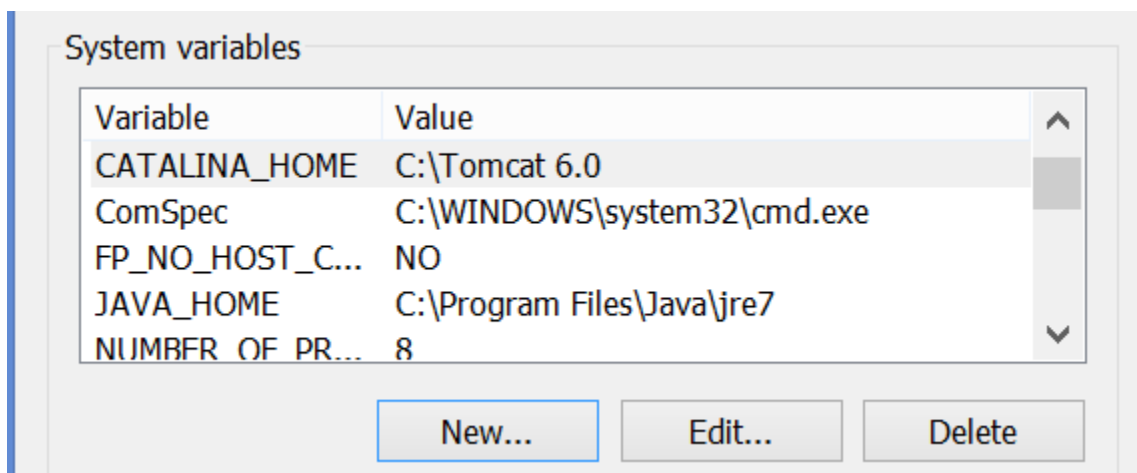 System variables
Variable Value
CATALINA_HOME C:\Tomcat 6.0
ComSpec C:\WINDOWS\system32\cmd.exe
FP_NO_HOST_C... NO
JAVA_HOME C:\Program Files\Java\jre7
NUMBER_OF_PR... 8
New... Edit... Delete